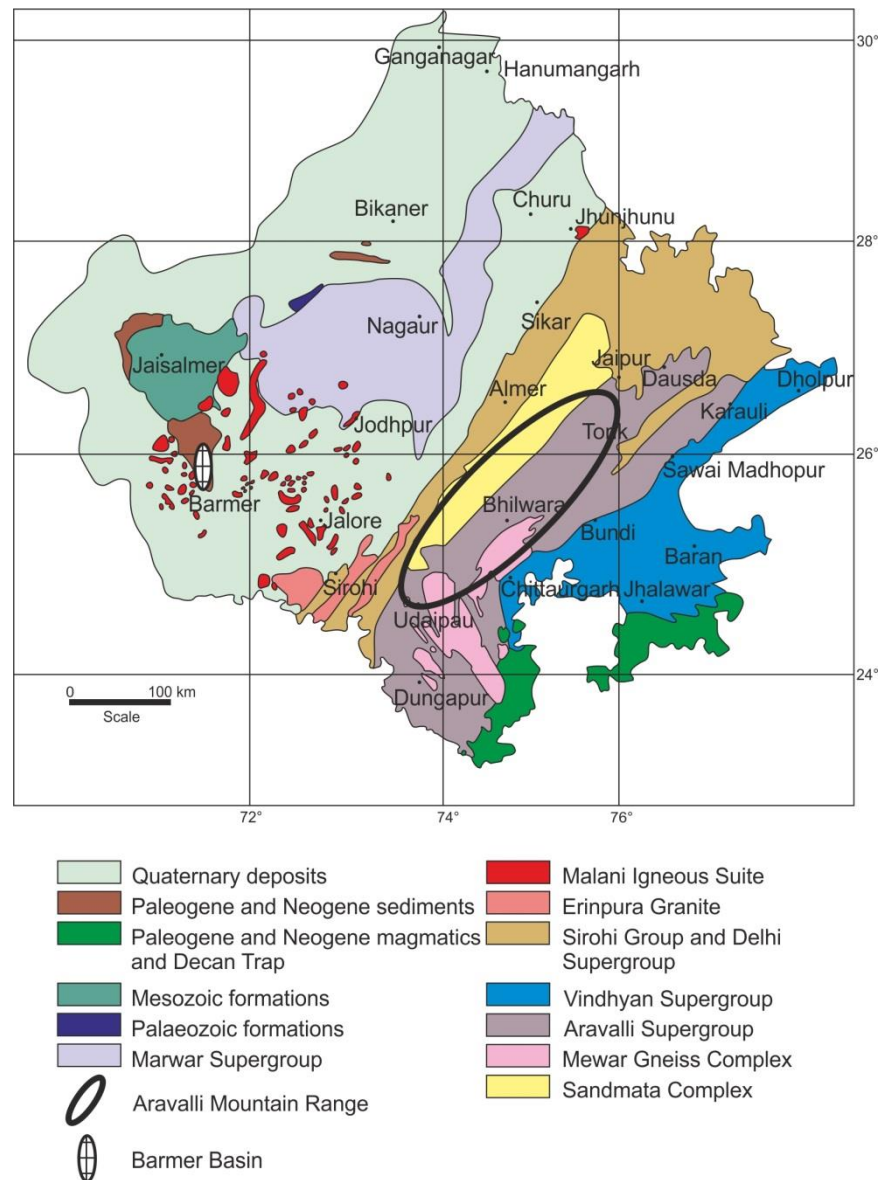 30°
Ganganagar
Hanumangarh
Bikaner
Churu
Jhunjhunu
28°
Nagaur
Sikar
Jaisalmer
Jaipur
Dausda
Dholpur
Almer
Karauli
Jodhpur
Tonk
26°
Sawai Madhopur
Barmer
Bhilwara
Jalore
Bundi
Baran
Sirohi
Chittaurgarh
Jhalawar
Udaipau
24°
Dungapur
0 100 km
Scale
72° 74° 76°
Quaternary deposits
Paleogene and Neogene sediments
Paleogene and Neogene magmatics
and Decan Trap
Mesozoic formations
Palaeozoic formations
Marwar Supergroup
Aravalli Mountain Range
Barmer Basin
Malani Igneous Suite
Erinpura Granite
Sirohi Group and Delhi
Supergroup
Vindhyan Supergroup
Aravalli Supergroup
Mewar Gneiss Complex
Sandmata Complex